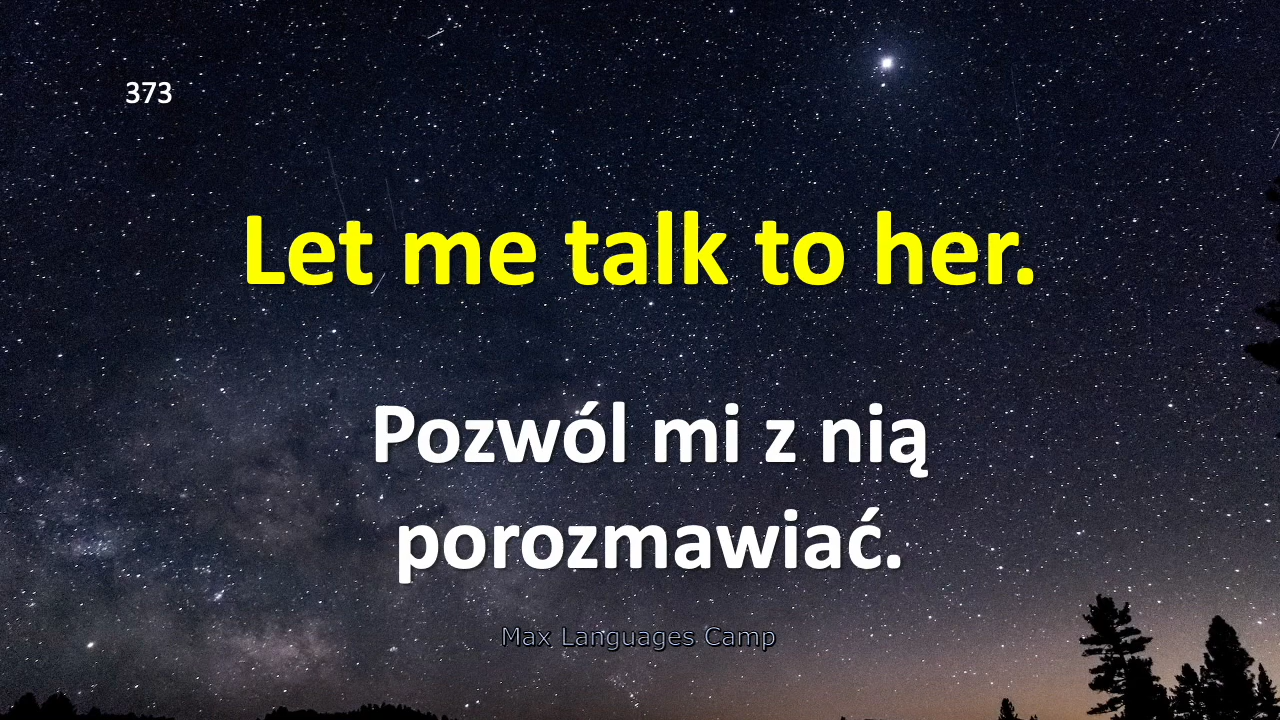 373
Let me talk to her.
Pozwól mi z nią
porozmawiać.
Max Languages Camp